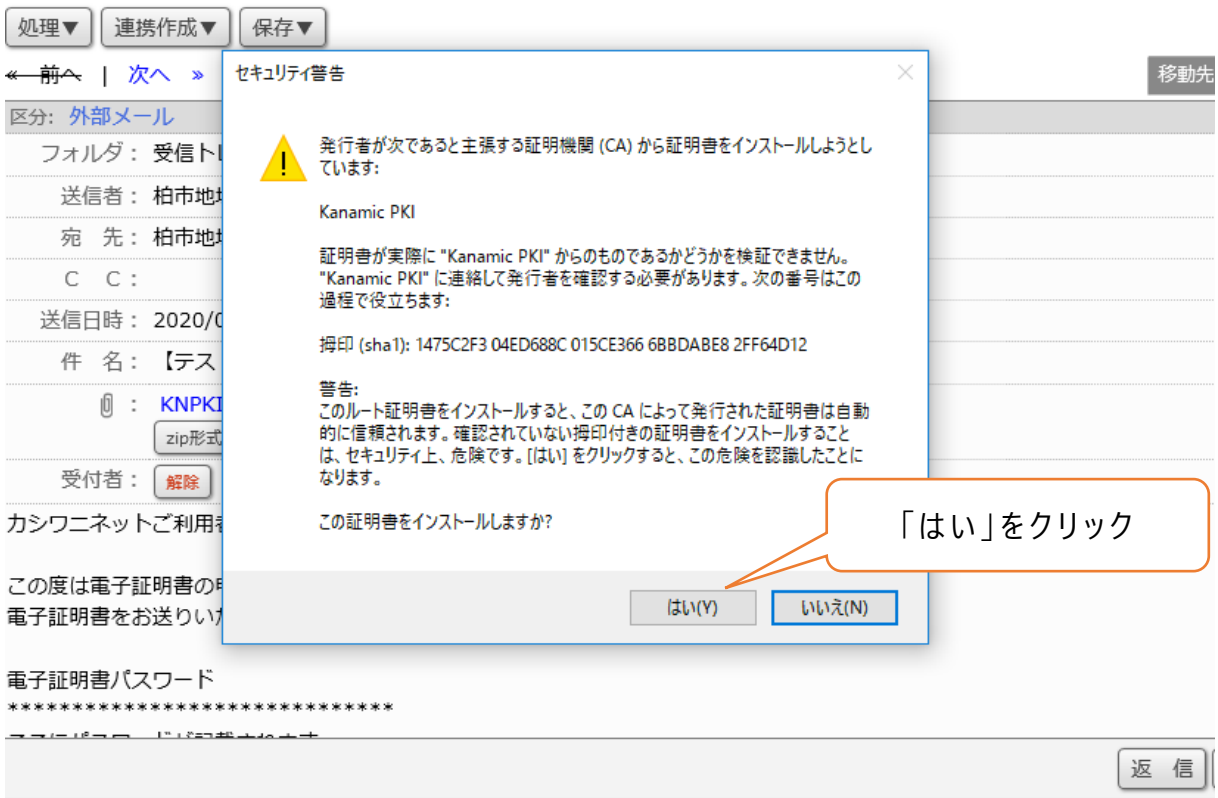 処理▼ 連携作成▼ 保存▼
« 前へ | 次へ »
移動先
セキュリティ警告
区分: 外部メール
フォルダ: 受信トレ
送信者: 柏市地
宛 先: 柏市地
C C:
送信日時: 2020/0
件 名: 【テス
: KNPKI
zip形式
受付者: 解除
カシワニネットご利用者
この度は電子証明書の申
電子証明書をお送りいた
電子証明書パスワード
******************************
発行者が次であると主張する証明機関 (CA) から証明書をインストールしようとし
ています:
Kanamic PKI
証明書が実際に "Kanamic PKI" からのものであるかどうかを検証できません。
"Kanamic PKI" に連絡して発行者を確認する必要があります。次の番号はこの
過程で役立ちます:
拇印 (sha1): 1475C2F3 04ED688C 015CE366 6BBDABE8 2FF64D12
警告:
このルート証明書をインストールすると、この CA によって発行された証明書は自動
的に信頼されます。確認されていない拇印付きの証明書をインストールすること
は、セキュリティ上、危険です。[はい] をクリックすると、この危険を認識したことに
なります。
この証明書をインストールしますか?
はい(Y) いいえ(N)
「はい」をクリック
返 信